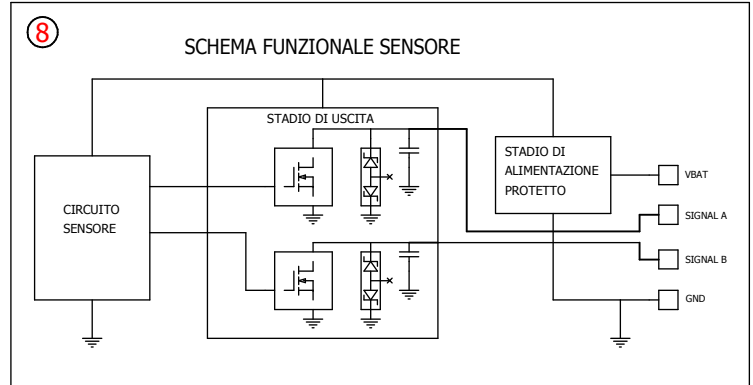 8
SCHEMA FUNZIONALE SENSORE
STADIO DI USCITA
STADIO DI
ALIMENTAZIONE
PROTETTO
VBAT
CIRCUITO
SENSORE
SIGNAL A
SIGNAL B
GND